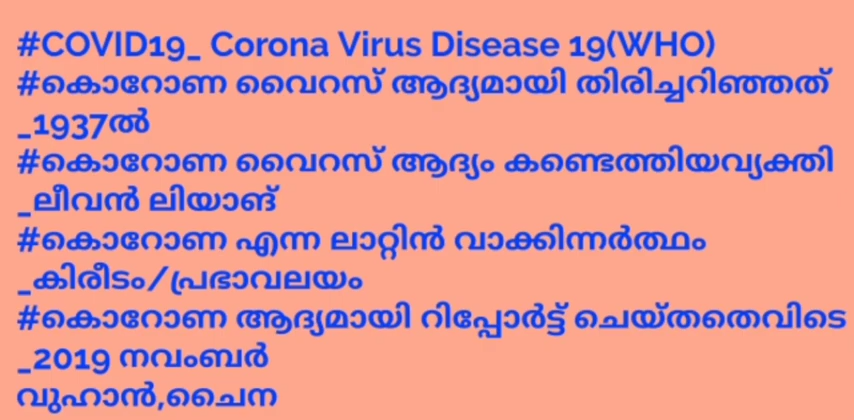 #COVID19_ Corona Virus Disease 19(WHO)
#കൊറോണ വൈറസ് ആദ്യമായി തിരിച്ചറിഞ്ഞത്
_1937ൽ
#കൊറോണ വൈറസ് ആദ്യം കണ്ടെത്തിയവ്യക്തി
_ലീവൻ ലിയാങ്
#കൊറോണ എന്ന ലാറ്റിൻ വാക്കിന്നർത്ഥം
_കിരീടം/പ്രഭാവലയം
#കൊറോണ ആദ്യമായി റിപ്പോർട്ട് ചെയ്തതെവിടെ
_2019 നവംബർ
വുഹാൻ,ചൈന